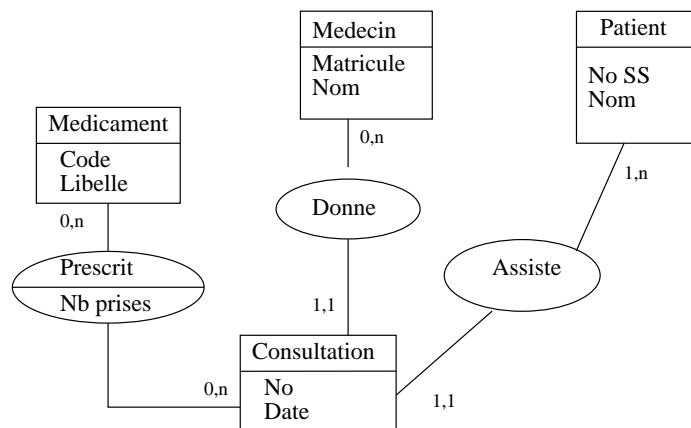 Medecin
Matricule
Nom
0,n
Patient
No SS
Nom
1,n
Medicament
Code
Libelle
0,n
Donne
1,1
Assiste
1,1
Prescrit
Nb prises
0,n
Consultation
No
Date